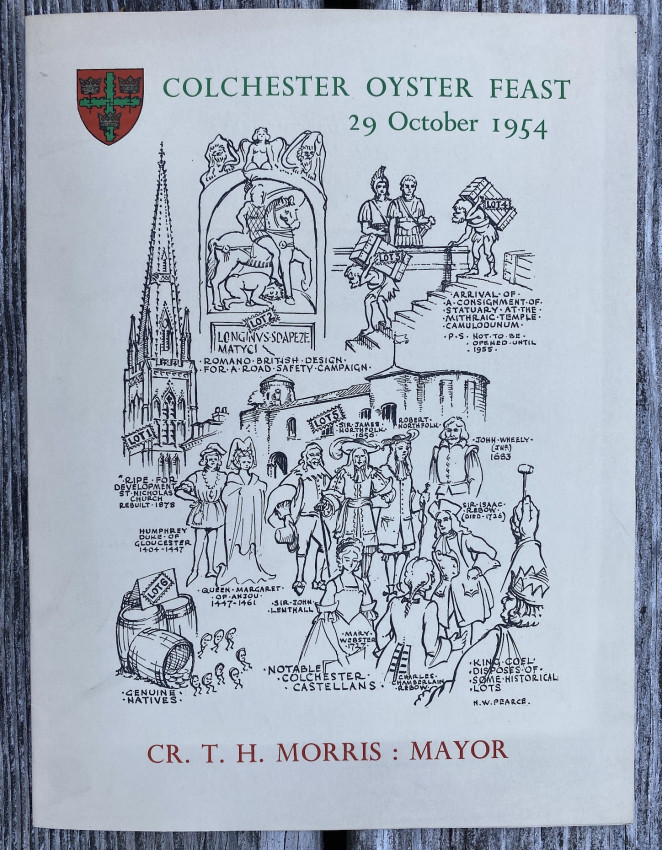 COLCHESTER OYSTER FEAST
29 October 1954
LOT 2
LONGINVS SDAPEZE
MATYCI
ROMANO·BRITISH·DESIGN·
FOR·A·ROAD·SAFETY·CAMPAIGN·
LOT 3
LOT 4
·ARRIVAL·OF·
·A·CONSIGNMENT·OF·
STATUARY·AT·THE·
MITHRAIC·TEMPLE·
CAMULODUNUM·
·P·S·NOT·TO·BE·
OPENED·UNTIL
·1955·
LOT 1
"RIPE·FOR
DEVELOPMENT
ST·NICHOLAS
CHURCH
REBUILT·1878
LOT 5
·SIR·JAMES·
NORTHFOLK·
·1656·
ROBERT·
NORTHFOLK·
·JOHN·WHEELY·
(JNR)
1683
SIR·ISAAC·
REBOW·
(DIED·1726)
HUMPHREY
DUKE·OF
GLOUCESTER
1404-1447
·QUEEN·MARGARET·
·OF·ANJOU·
1447-1461
·SIR·JOHN·
·LENTHALL·
·MARY·
WEBSTER
LOT 6
·GENUINE·
·NATIVES·
·NOTABLE
·COLCHESTER·
·CASTELLANS·
CHARLES·
CHAMBERLAIN·
REBOW·
·KING·COEL·
DISPOSES·OF·
·SOME·HISTORICAL
·LOTS
H.W.PEARCE.
CR. T. H. MORRIS : MAYOR